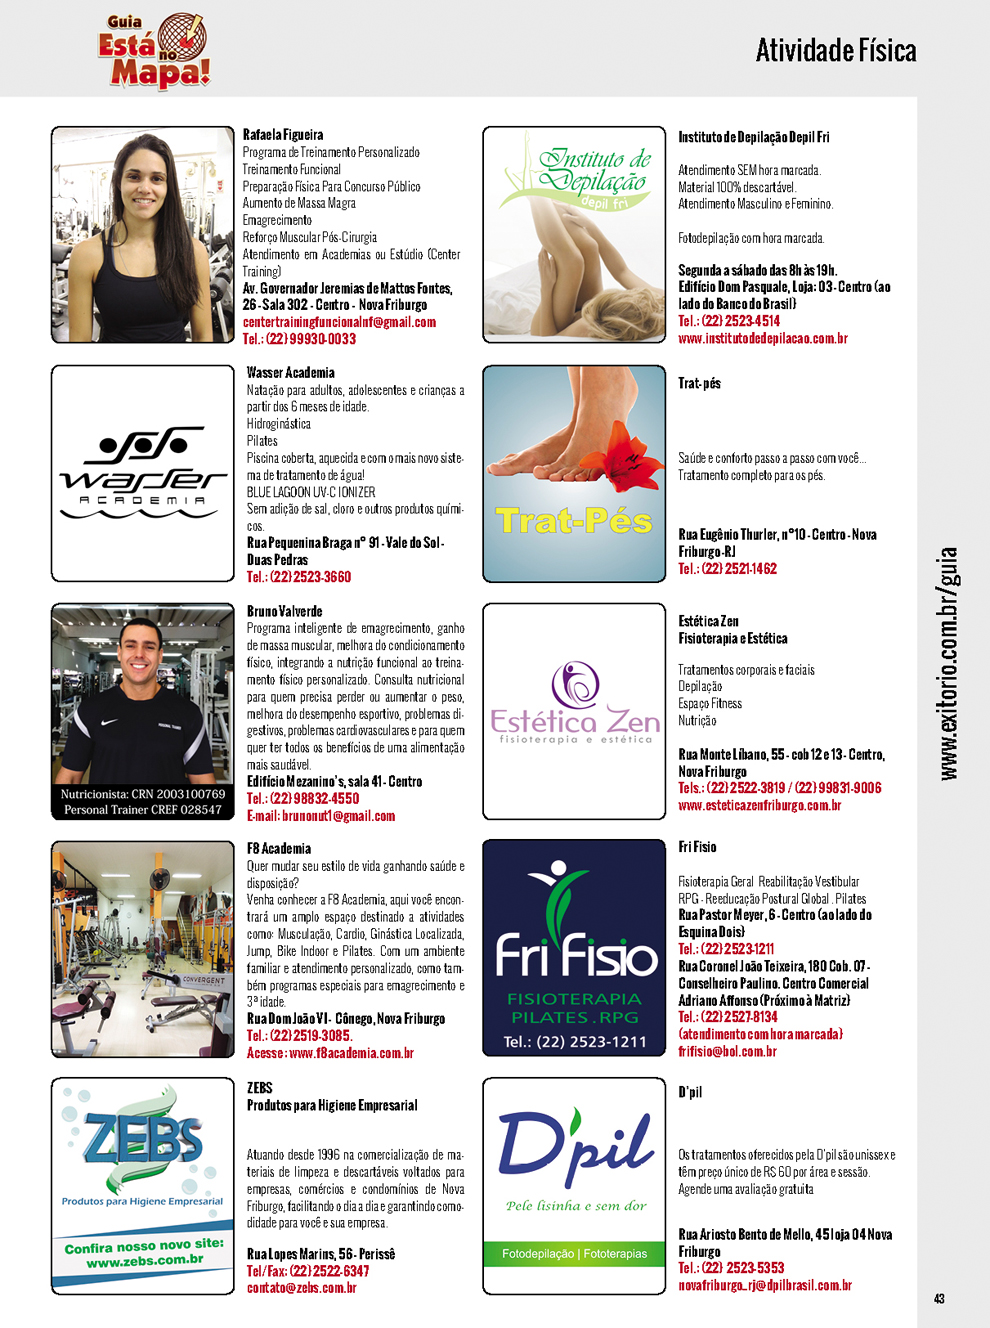 Guia
Está
no
Mapa!
Atividade Física
Rafaela Figueira
Programa de Treinamento Personalizado
Treinamento Funcional
Preparação Física Para Concurso Público
Aumento de Massa Magra
Emagrecimento
Reforço Muscular Pós-Cirurgia
Atendimento em Academias ou Estúdio (Center
Training)
Av. Governador Jeremias de Mattos Fontes,
26 - Sala 302 - Centro - Nova Friburgo
centertrainingfuncionalnf@gmail.com
Tel.: (22) 99930-0033
Instituto de
Depilação
depil fri
Instituto de Depilação Depil Fri
Atendimento SEM hora marcada.
Material 100% descartável.
Atendimento Masculino e Feminino.
Fotodepilação com hora marcada.
Segunda a sábado das 8h às 19h.
Edifício Dom Pasquale, Loja: 03 - Centro (ao
lado do Banco do Brasil)
Tel.: (22) 2523-4514
www.institutodedepilacao.com.br
Wasser
ACADEMIA
Wasser Academia
Natação para adultos, adolescentes e crianças a
partir dos 6 meses de idade.
Hidroginástica
Pilates
Piscina coberta, aquecida e com o mais novo siste-
ma de tratamento de água!
BLUE LAGOON UV-C IONIZER
Sem adição de sal, cloro e outros produtos quími-
cos.
Rua Pequenina Braga n° 91 - Vale do Sol -
Duas Pedras
Tel.: (22) 2523-3660
Trat-Pés
Trat-pés
Saúde e conforto passo a passo com você...
Tratamento completo para os pés.
Rua Eugênio Thurler, n°10 - Centro - Nova
Friburgo-RJ
Tel.: (22) 2521-1462
Nutricionista: CRN 2003100769
Personal Trainer CREF 028547
Bruno Valverde
Programa inteligente de emagrecimento, ganho
de massa muscular, melhora do condicionamento
físico, integrando a nutrição funcional ao treina-
mento físico personalizado. Consulta nutricional
para quem precisa perder ou aumentar o peso,
melhora do desempenho esportivo, problemas di-
gestivos, problemas cardiovasculares e para quem
quer ter todos os benefícios de uma alimentação
mais saudável.
Edifício Mezanino's, sala 41 - Centro
Tel.: (22) 98832-4550
E-mail: brunonut1@gmail.com
Estética Zen
fisioterapia e estética
Estética Zen
Fisioterapia e Estética
Tratamentos corporais e faciais
Depilação
Espaço Fitness
Nutrição
Rua Monte Líbano, 55 - cob 12 e 13 - Centro,
Nova Friburgo
Tels.: (22) 2522-3819 / (22) 99831-9006
www.esteticazenfriburgo.com.br
www.exitorio.com.br/guia
CONVERGENT
F8 Academia
Quer mudar seu estilo de vida ganhando saúde e
disposição?
Venha conhecer a F8 Academia, aqui você encon-
trará um amplo espaço destinado a atividades
como: Musculação, Cardio, Ginástica Localizada,
Jump, Bike Indoor e Pilates. Com um ambiente
familiar e atendimento personalizado, como tam-
bém programas especiais para emagrecimento e
3ª idade.
Rua Dom João VI - Cônego, Nova Friburgo
Tel.: (22) 2519-3085.
Acesse: www.f8academia.com.br
Fri Fisio
FISIOTERAPIA
PILATES . RPG
Tel.: (22) 2523-1211
Fri Fisio
Fisioterapia Geral Reabilitação Vestibular
RPG - Reeducação Postural Global . Pilates
Rua Pastor Meyer, 6 - Centro (ao lado do
Esquina Dois)
Tel.: (22) 2523-1211
Rua Coronel João Teixeira, 180 Cob. 07 -
Conselheiro Paulino. Centro Comercial
Adriano Affonso (Próximo à Matriz)
Tel.: (22) 2527-8134
(atendimento com hora marcada)
frifisio@bol.com.br
ZEBS
Produtos para Higiene Empresarial
Confira nosso novo site:
www.zebs.com.br
ZEBS
Produtos para Higiene Empresarial
Atuando desde 1996 na comercialização de ma-
teriais de limpeza e descartáveis voltados para
empresas, comércios e condomínios de Nova
Friburgo, facilitando o dia a dia e garantindo como-
didade para você e sua empresa.
Rua Lopes Marins, 56 - Perissê
Tel/Fax: (22) 2522-6347
contato@zebs.com.br
D'pil
Pele lisinha e sem dor
Fotodepilação | Fototerapias
D'pil
Os tratamentos oferecidos pela D'pil são unissex e
têm preço único de R$ 60 por área e sessão.
Agende uma avaliação gratuita
Rua Ariosto Bento de Mello, 45 loja 04 Nova
Friburgo
Tel.: (22) 2523-5353
novafriburgo_rj@dpilbrasil.com.br
43